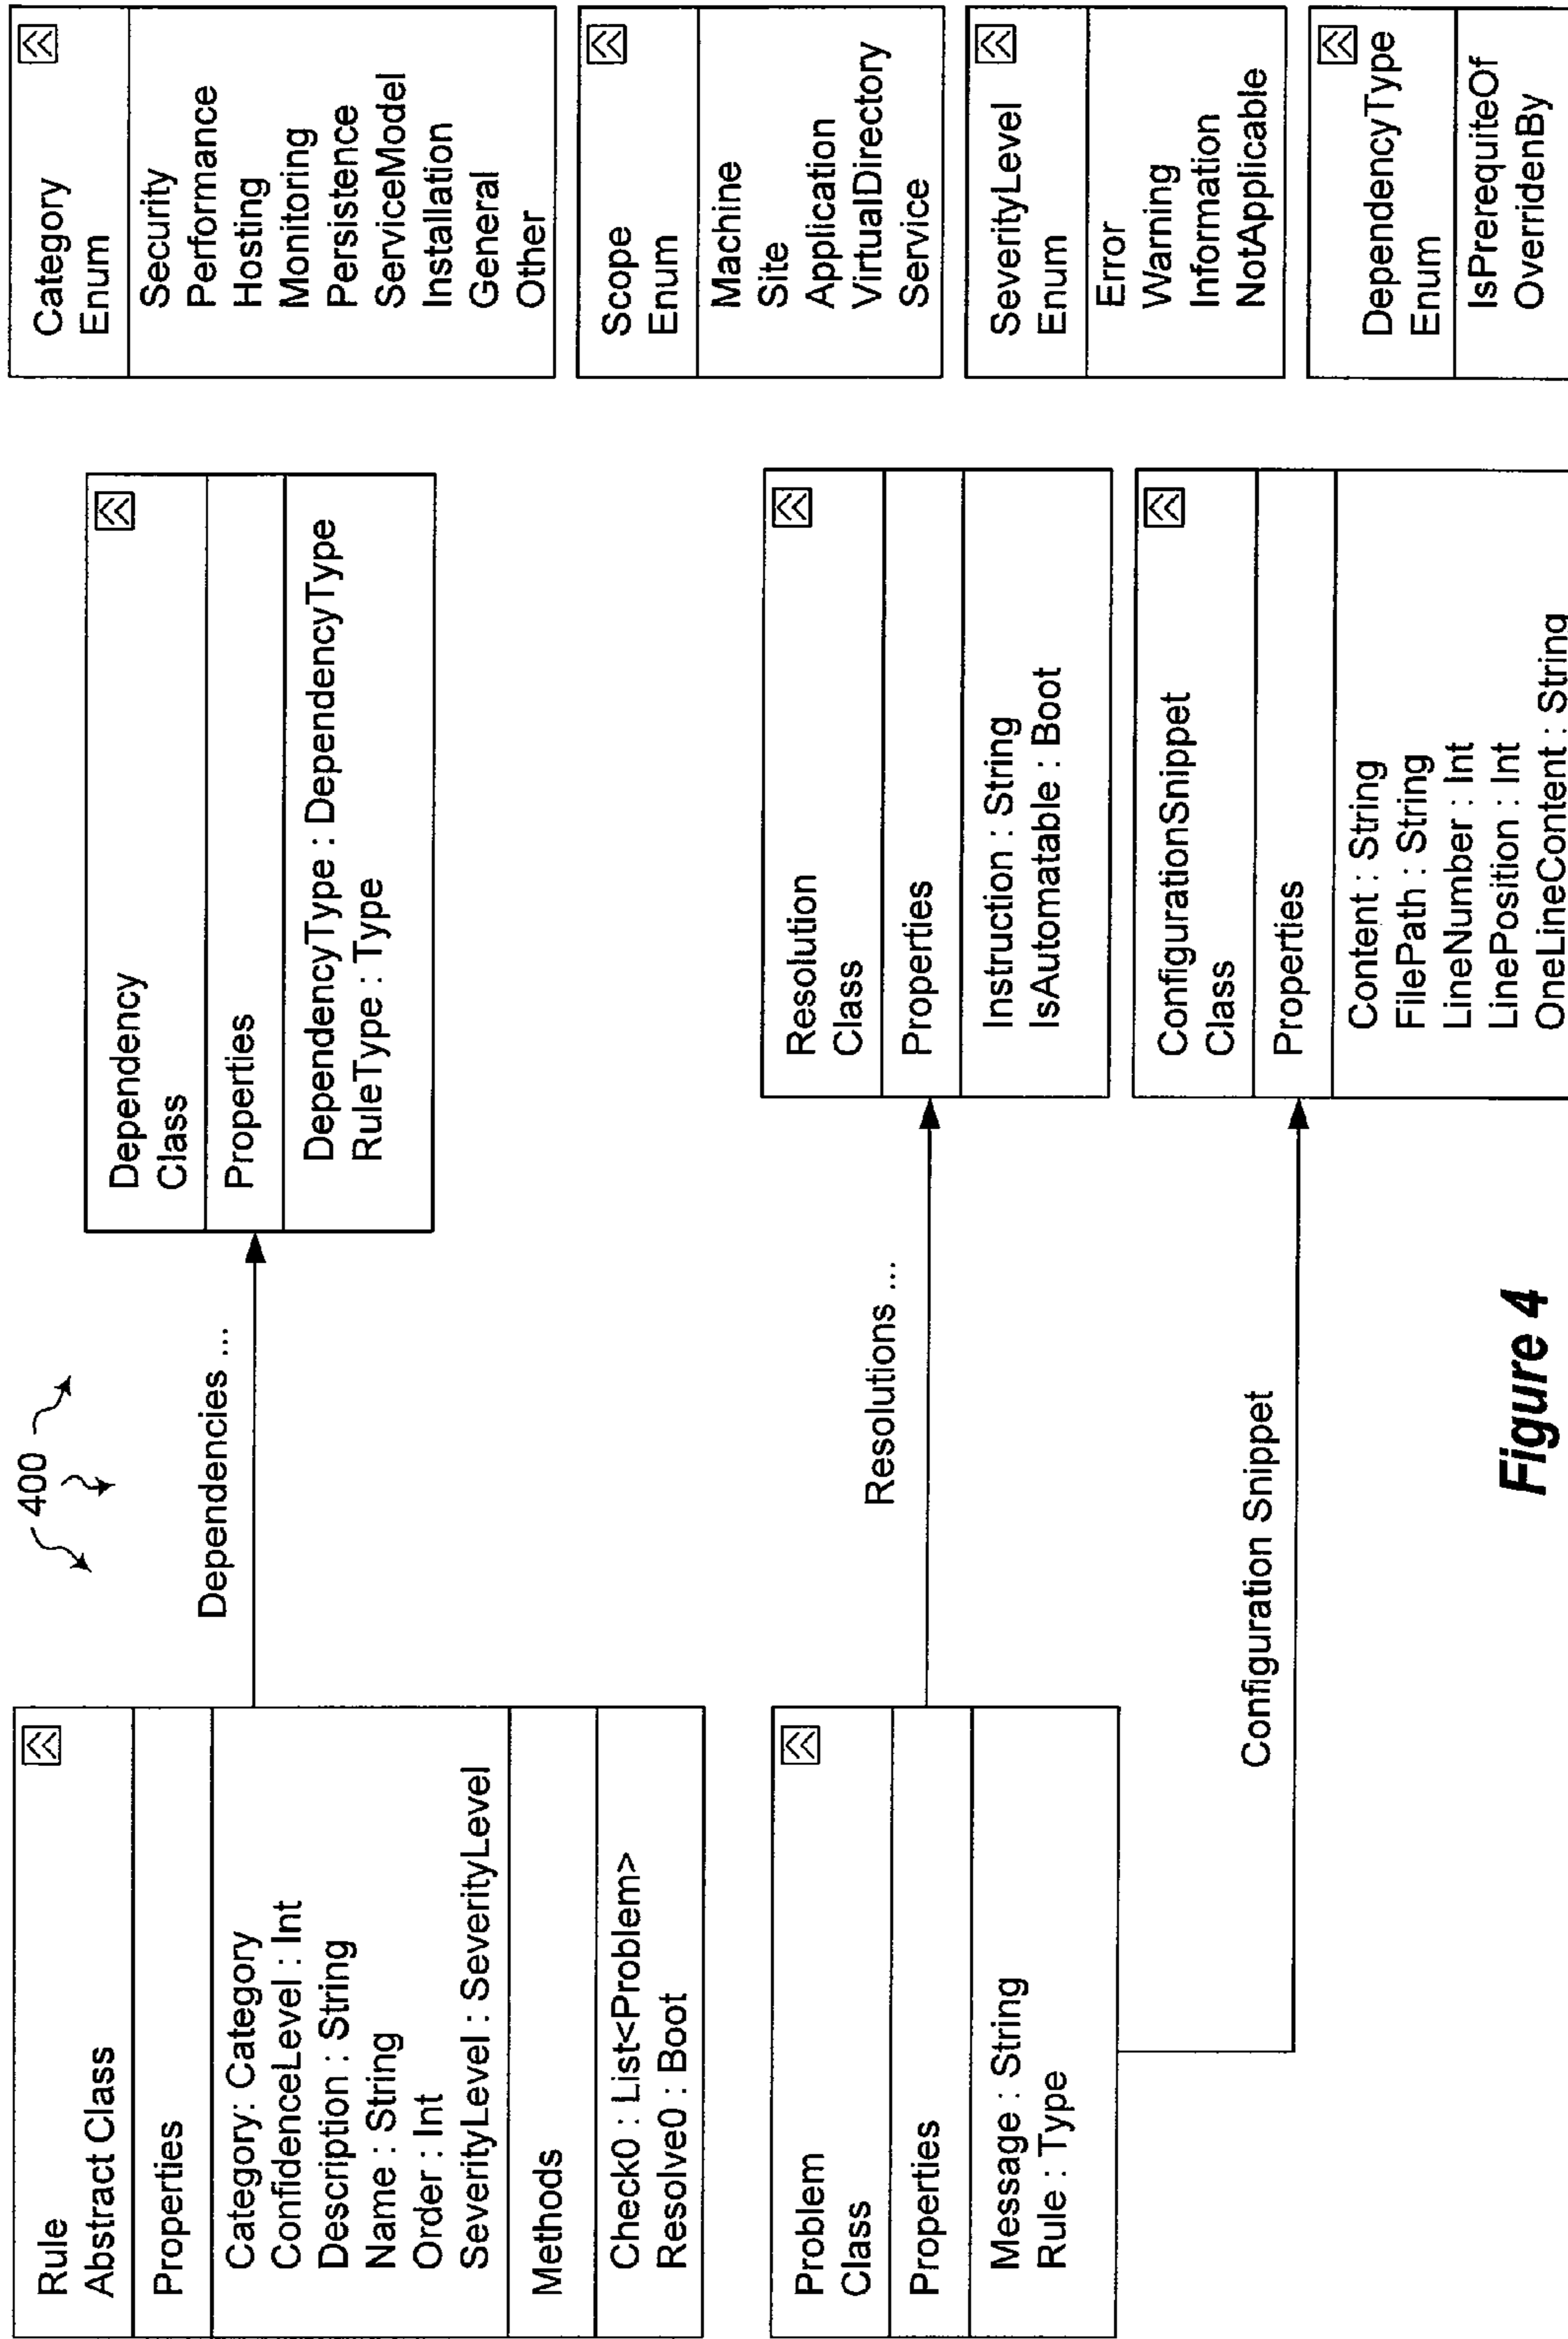 400
Rule
Abstract Class
Properties
Category: Category
ConfidenceLevel : Int
Description : String
Name : String
Order : Int
SeverityLevel : SeverityLevel
Methods
Check0 : List<Problem>
Resolve0 : Boot
Dependencies ...
Dependency
Class
Properties
DependencyType : DependencyType
RuleType : Type
Problem
Class
Properties
Message : String
Rule : Type
Resolutions ...
Resolution
Class
Properties
Instruction : String
IsAutomatable : Boot
Configuration Snippet
ConfigurationSnippet
Class
Properties
Content : String
FilePath : String
LineNumber : Int
LinePosition : Int
OneLineContent : String
Category
Enum
Security
Performance
Hosting
Monitoring
Persistence
ServiceModel
Installation
General
Other
Scope
Enum
Machine
Site
Application
VirtualDirectory
Service
SeverityLevel
Enum
Error
Warning
Information
NotApplicable
DependencyType
Enum
IsPrerequiteOf
OverridenBy
Figure 4